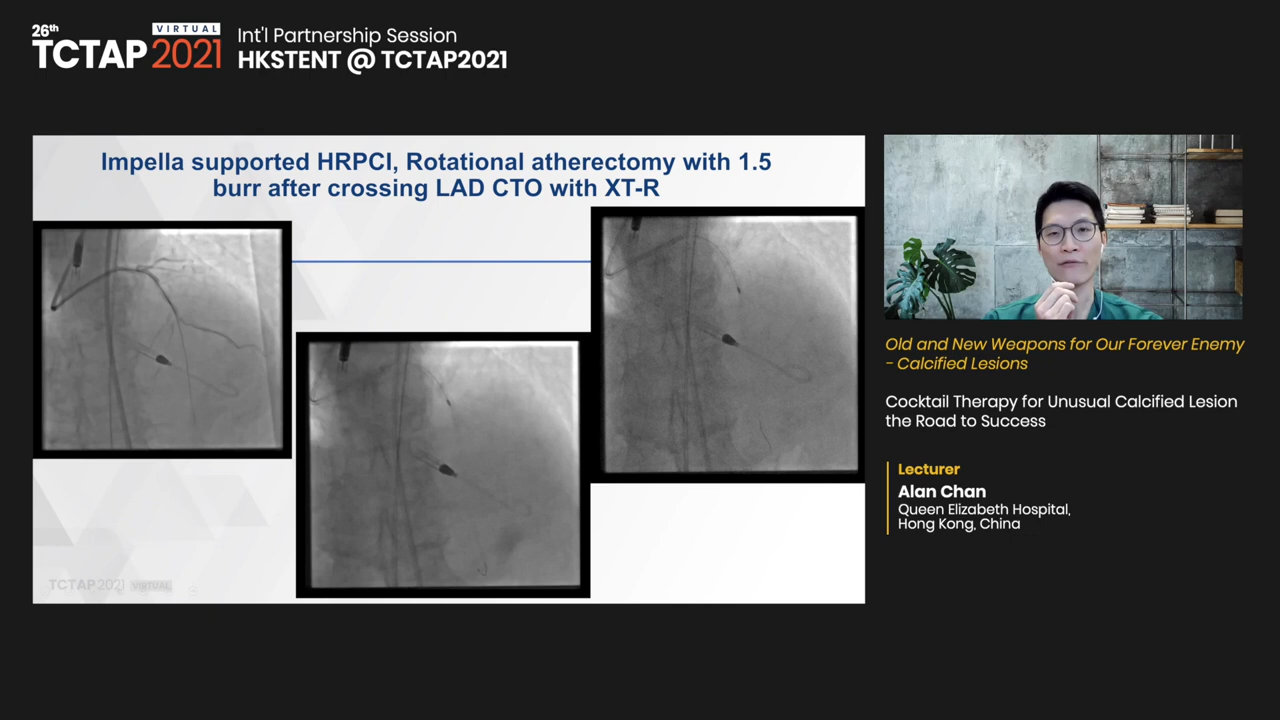 26th
TCTAP
VIRTUAL
2021
Int'l Partnership Session
HKSTENT @ TCTAP2021
Impella supported HRPCI, Rotational atherectomy with 1.5
burr after crossing LAD CTO with XT-R
TCTAP2021 VIRTUAL
Old and New Weapons for Our Forever Enemy
- Calcified Lesions
Cocktail Therapy for Unusual Calcified Lesion
the Road to Success
Lecturer
Alan Chan
Queen Elizabeth Hospital,
Hong Kong, China